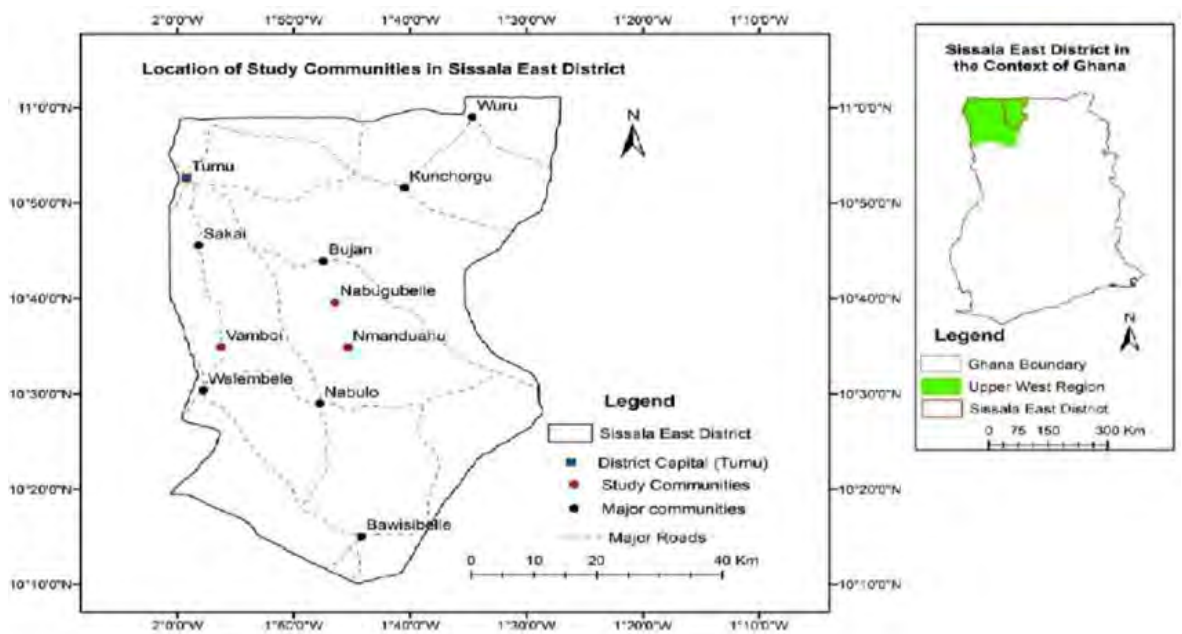 2°0'0"W 1°50'0"W 1°40'0"W 1°30'0"W 1°20'0"W 1°10'0"W
Location of Study Communities in Sissala East District
11°0'0"N
Wuru
N
11°0'0"N
Tumu
Kunchorgu
10°50'0"N
10°50'0"N
Sakai
Bujan
10°40'0"N
Nabugubelle
10°40'0"N
Vamboi
Nmanduahu
Walembele
10°30'0"N
Nabulo
10°30'0"N
Legend
Sissala East District
District Capital (Tumu)
Study Communities
Major communities
Major Roads
10°20'0"N
10°20'0"N
Bawisibelle
0 10 20 40 Km
10°10'0"N
10°10'0"N
2°0'0"W 1°50'0"W 1°40'0"W 1°30'0"W 1°20'0"W 1°10'0"W
Sissala East District in
the Context of Ghana
N
Legend
Ghana Boundary
Upper West Region
Sissala East District
0 75 150 300 Km